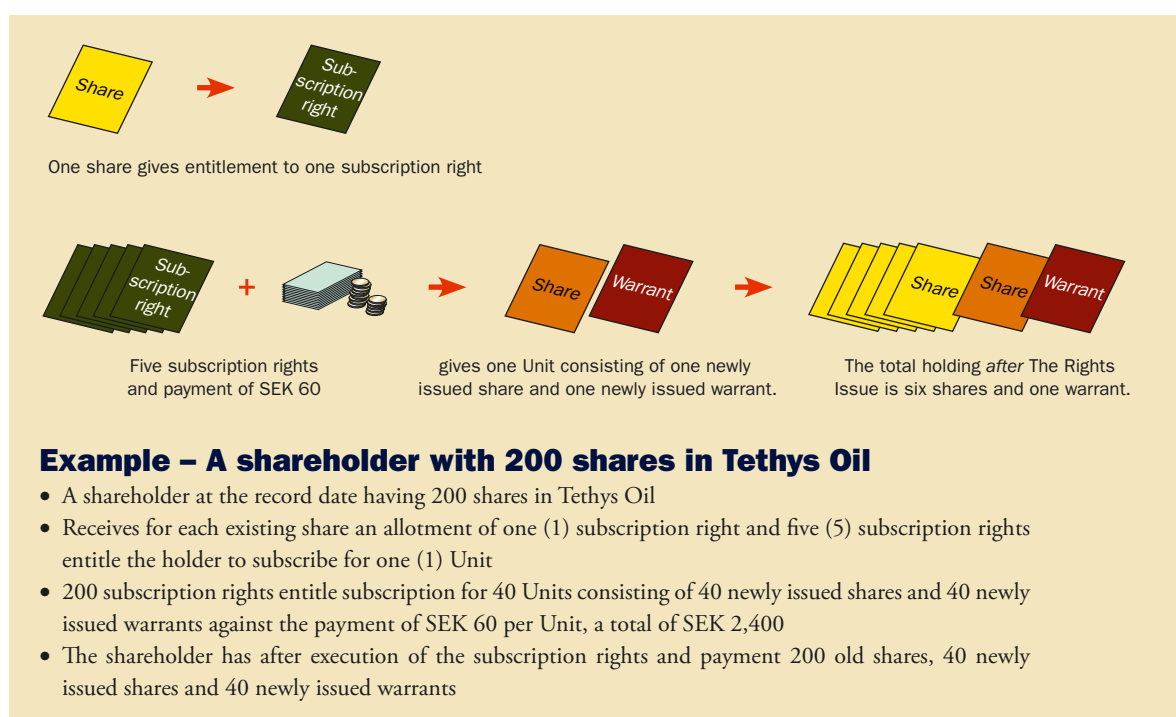 Share
Sub-
scription
right
One share gives entitlement to one subscription right
Sub-
scription
right
+
Share
Warrant
Share
Share
Warrant
Five subscription rights
and payment of SEK 60
gives one Unit consisting of one newly
issued share and one newly issued warrant.
The total holding after The Rights
Issue is six shares and one warrant.
Example – A shareholder with 200 shares in Tethys Oil
• A shareholder at the record date having 200 shares in Tethys Oil
• Receives for each existing share an allotment of one (1) subscription right and five (5) subscription rights
entitle the holder to subscribe for one (1) Unit
• 200 subscription rights entitle subscription for 40 Units consisting of 40 newly issued shares and 40 newly
issued warrants against the payment of SEK 60 per Unit, a total of SEK 2,400
• The shareholder has after execution of the subscription rights and payment 200 old shares, 40 newly
issued shares and 40 newly issued warrants